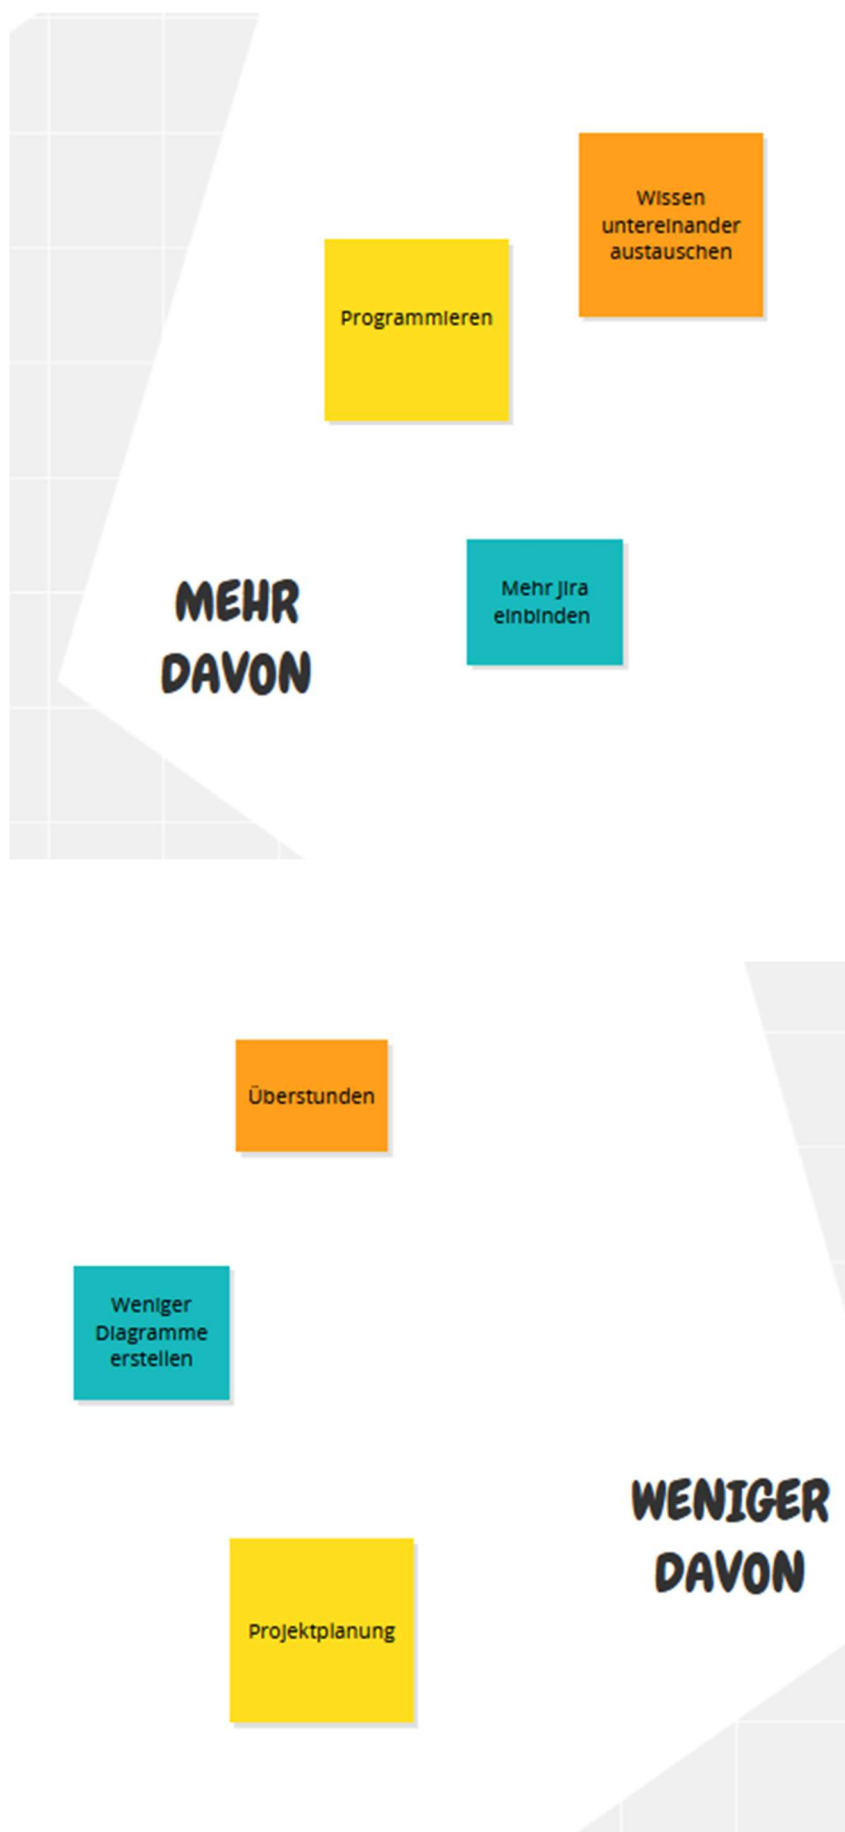 Wissen
untereinander
austauschen
Programmieren
Mehr Jira
einbinden
MEHR
DAVON
Überstunden
Weniger
Diagramme
erstellen
WENIGER
DAVON
Projektplanung